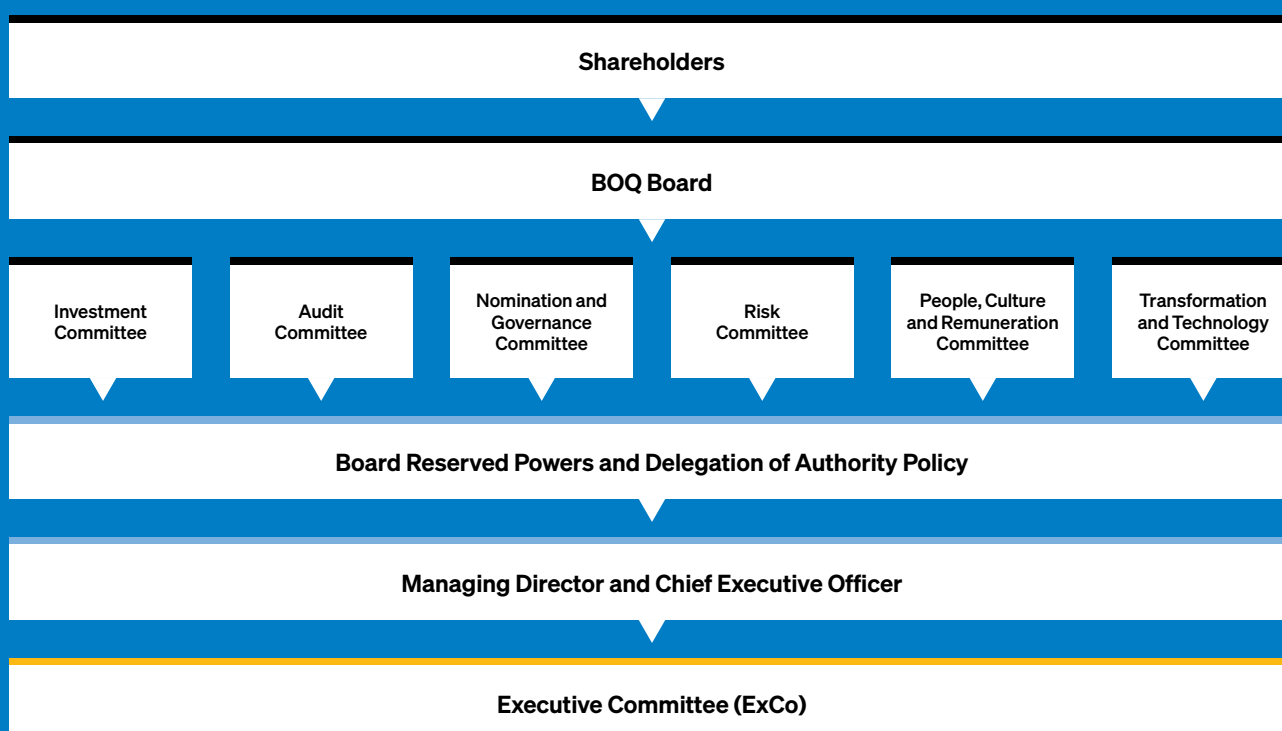 Shareholders
BOQ Board
Investment
Committee
Audit
Committee
Nomination and
Governance
Committee
Risk
Committee
People, Culture
and Remuneration
Committee
Transformation
and Technology
Committee
Board Reserved Powers and Delegation of Authority Policy
Managing Director and Chief Executive Officer
Executive Committee (ExCo)